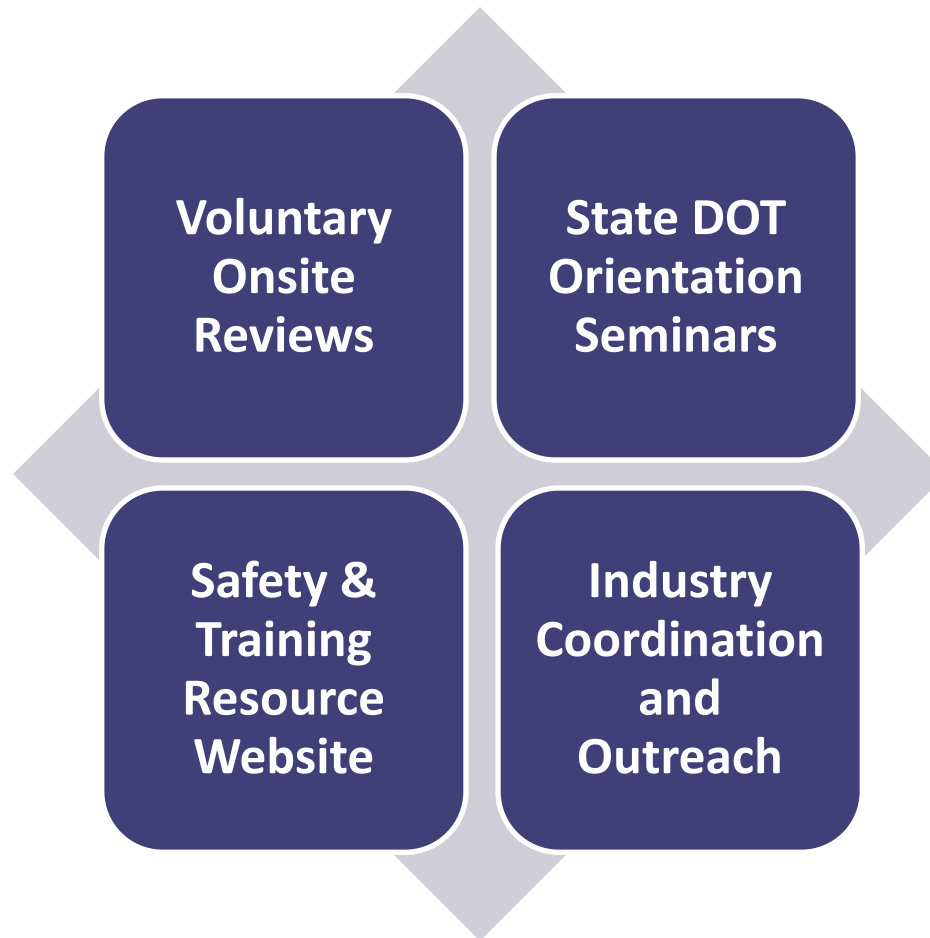 Voluntary
Onsite
Reviews
State DOT
Orientation
Seminars
Safety &
Training
Resource
Website
Industry
Coordination
and
Outreach